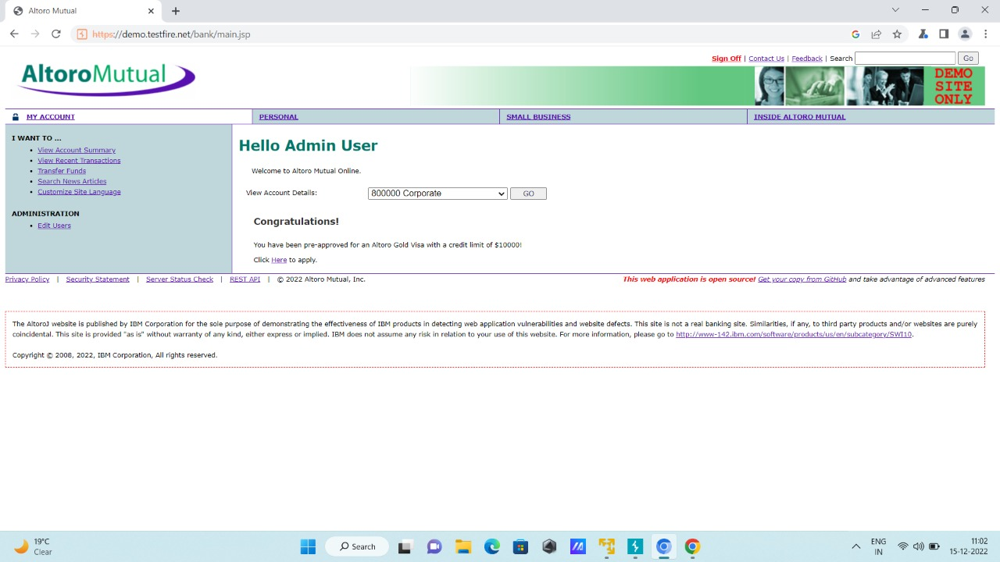 Altoro Mutual
https://demo.testfire.net/bank/main.jsp
Sign Off | Contact Us | Feedback | Search Go
AltoroMutual
DEMO
SITE
ONLY
MY ACCOUNT PERSONAL SMALL BUSINESS INSIDE ALTORO MUTUAL
I WANT TO ...
• View Account Summary
• View Recent Transactions
• Transfer Funds
• Search News Articles
• Customize Site Language
ADMINISTRATION
• Edit Users
Hello Admin User
Welcome to Altoro Mutual Online.
View Account Details: 800000 Corporate GO
Congratulations!
You have been pre-approved for an Altoro Gold Visa with a credit limit of $10000!
Click Here to apply.
Privacy Policy | Security Statement | Server Status Check | REST API | © 2022 Altoro Mutual, Inc. This web application is open source! Get your copy from GitHub and take advantage of advanced features
The AltoroJ website is published by IBM Corporation for the sole purpose of demonstrating the effectiveness of IBM products in detecting web application vulnerabilities and website defects. This site is not a real banking site. Similarities, if any, to third party products and/or websites are purely
coincidental. This site is provided "as is" without warranty of any kind, either express or implied. IBM does not assume any risk in relation to your use of this website. For more information, please go to http://www-142.ibm.com/software/products/us/en/subcategory/SWI10.
Copyright © 2008, 2022, IBM Corporation, All rights reserved.
19°C
Clear
Search
ENG
IN
11:02
15-12-2022